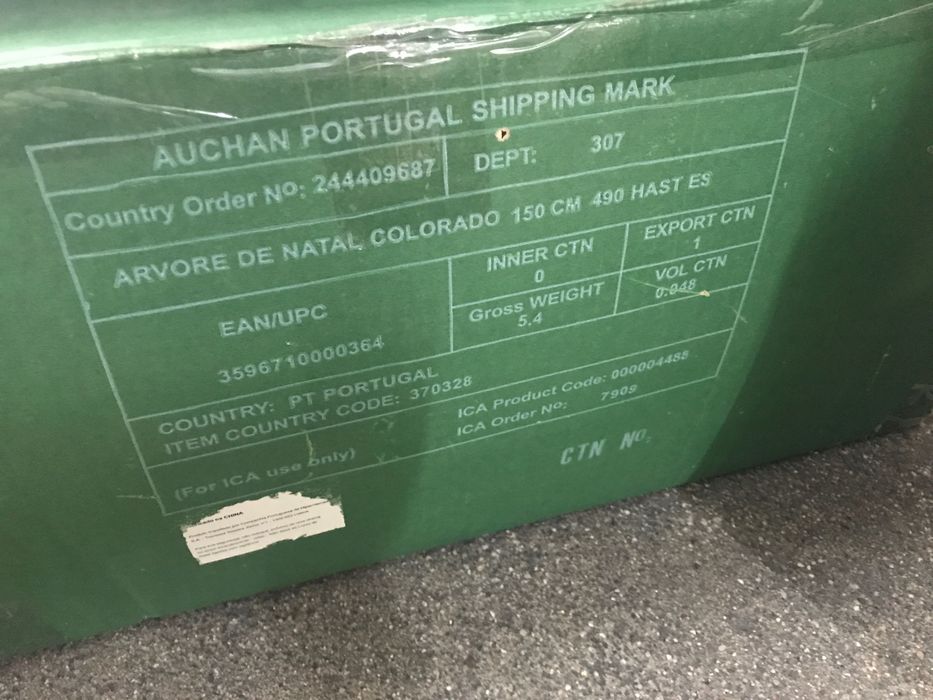 AUCHAN PORTUGAL SHIPPING MARK
Country Order Nº: 244409687
DEPT: 307
ARVORE DE NATAL COLORADO 150 CM 490 HAST ES
EAN/UPC
3596710000364
INNER CTN
0
EXPORT CTN
1
Gross WEIGHT
5.4
VOL CTN
0.048
COUNTRY: PT PORTUGAL
ITEM COUNTRY CODE: 370328
(For ICA use only)
ICA Product Code: 000004488
ICA Order No: 7909
CTN Nº.
CHINA